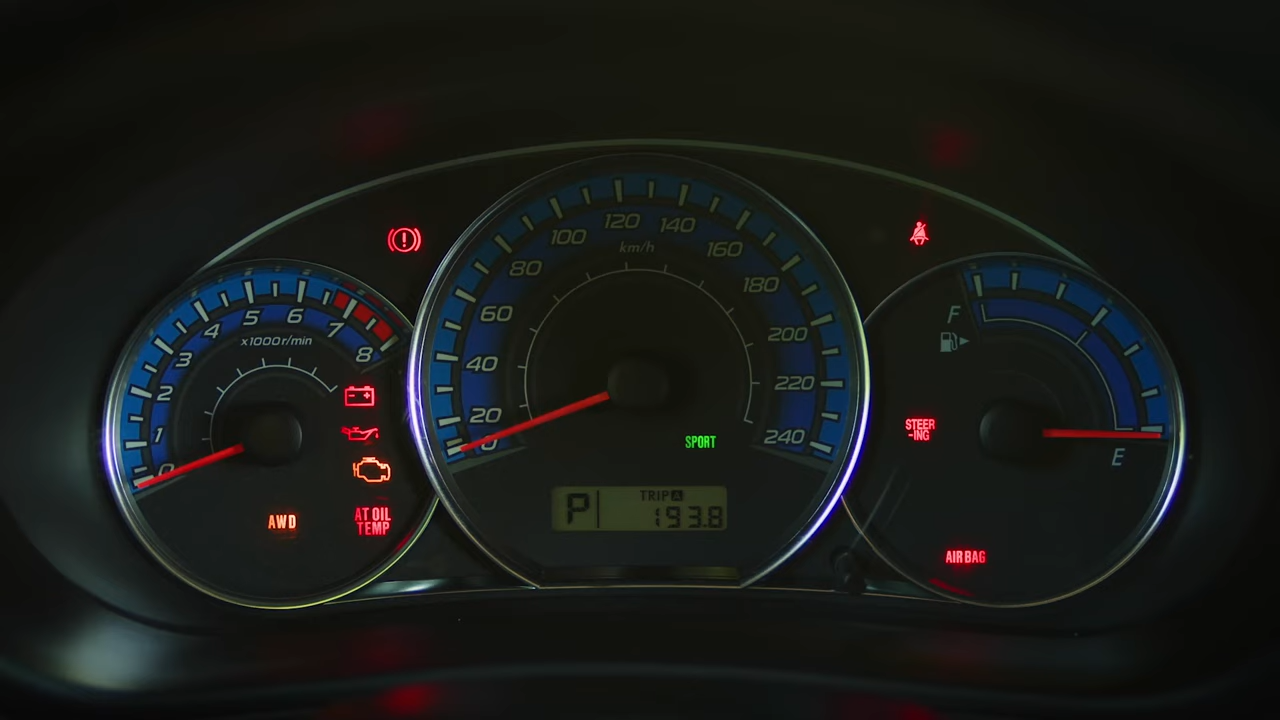 0
1
2
3
4
5
6
7
8
x1000r/min
AWD
AT OIL
TEMP
0
20
40
60
80
100
120
140
160
180
200
220
240
km/h
SPORT
P
TRIP A
193.8
F
E
STEER
-ING
AIRBAG